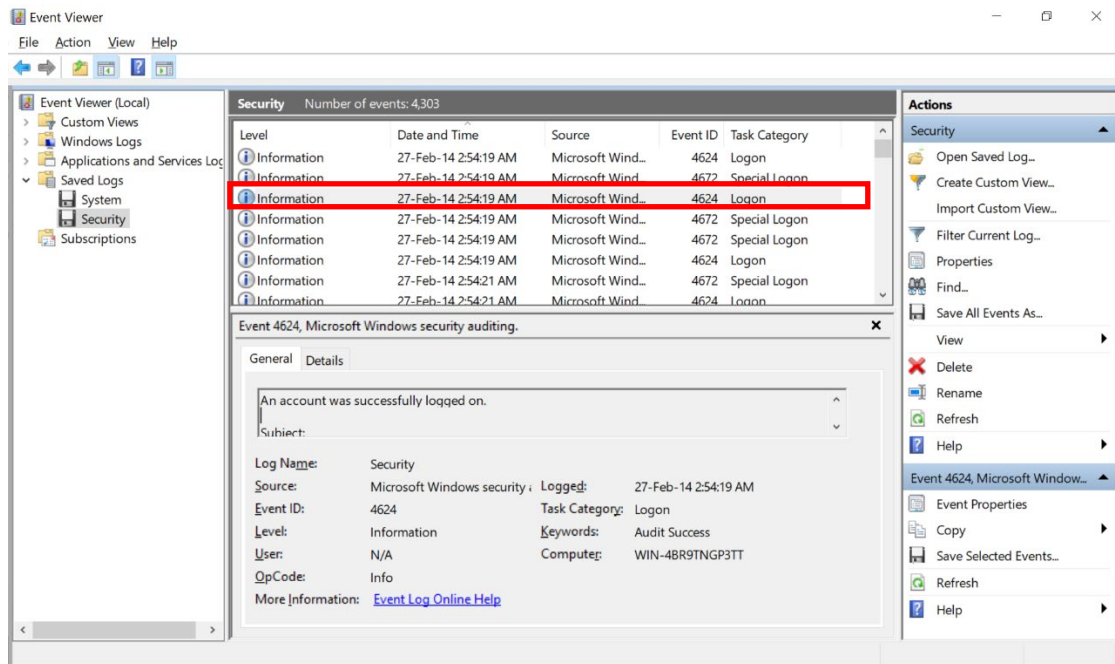 Event Viewer
File Action View Help
Event Viewer (Local)
Custom Views
Windows Logs
Applications and Services Log
Saved Logs
System
Security
Subscriptions
Security Number of events: 4,303
Level Date and Time Source Event ID Task Category
Information 27-Feb-14 2:54:19 AM Microsoft Wind... 4624 Logon
Information 27-Feb-14 2:54:19 AM Microsoft Wind... 4672 Special Logon
Information 27-Feb-14 2:54:19 AM Microsoft Wind... 4624 Logon
Information 27-Feb-14 2:54:19 AM Microsoft Wind... 4672 Special Logon
Information 27-Feb-14 2:54:19 AM Microsoft Wind... 4672 Special Logon
Information 27-Feb-14 2:54:19 AM Microsoft Wind... 4624 Logon
Information 27-Feb-14 2:54:21 AM Microsoft Wind... 4672 Special Logon
Information 27-Feb-14 2:54:21 AM Microsoft Wind... 4624 Logon
Event 4624, Microsoft Windows security auditing.
General Details
An account was successfully logged on.
Subject:
Log Name: Security
Source: Microsoft Windows security Logged: 27-Feb-14 2:54:19 AM
Event ID: 4624 Task Category: Logon
Level: Information Keywords: Audit Success
User: N/A Computer: WIN-4BR9TNGP3TT
OpCode: Info
More Information: Event Log Online Help
Actions
Security
Open Saved Log...
Create Custom View...
Import Custom View...
Filter Current Log...
Properties
Find...
Save All Events As...
View
Delete
Rename
Refresh
Help
Event 4624, Microsoft Window...
Event Properties
Copy
Save Selected Events...
Refresh
Help